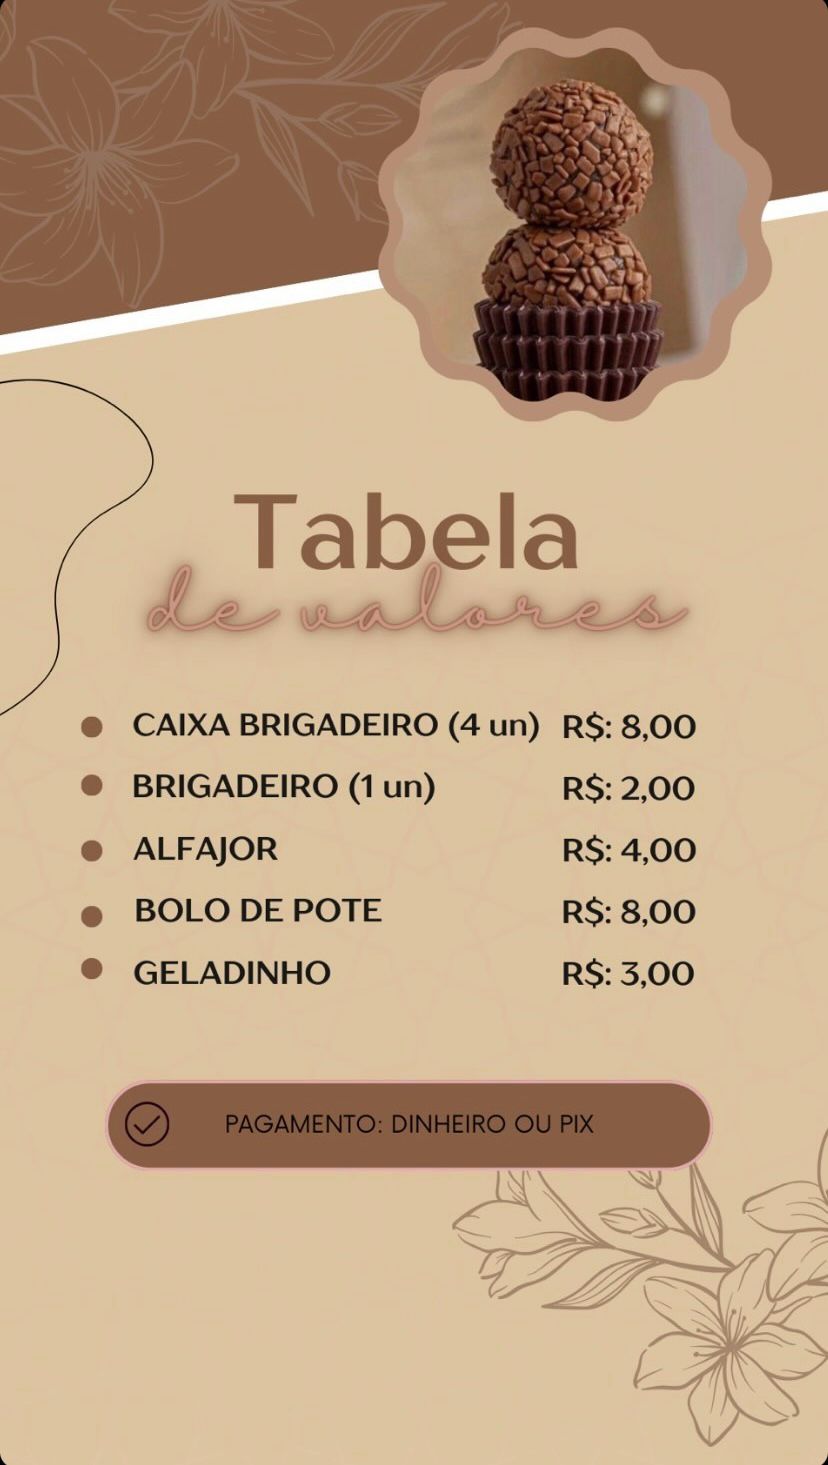 Tabela
de valores
CAIXA BRIGADEIRO (4 un) R$: 8,00
BRIGADEIRO (1 un) R$: 2,00
ALFAJOR R$: 4,00
BOLO DE POTE R$: 8,00
GELADINHO R$: 3,00
PAGAMENTO: DINHEIRO OU PIX